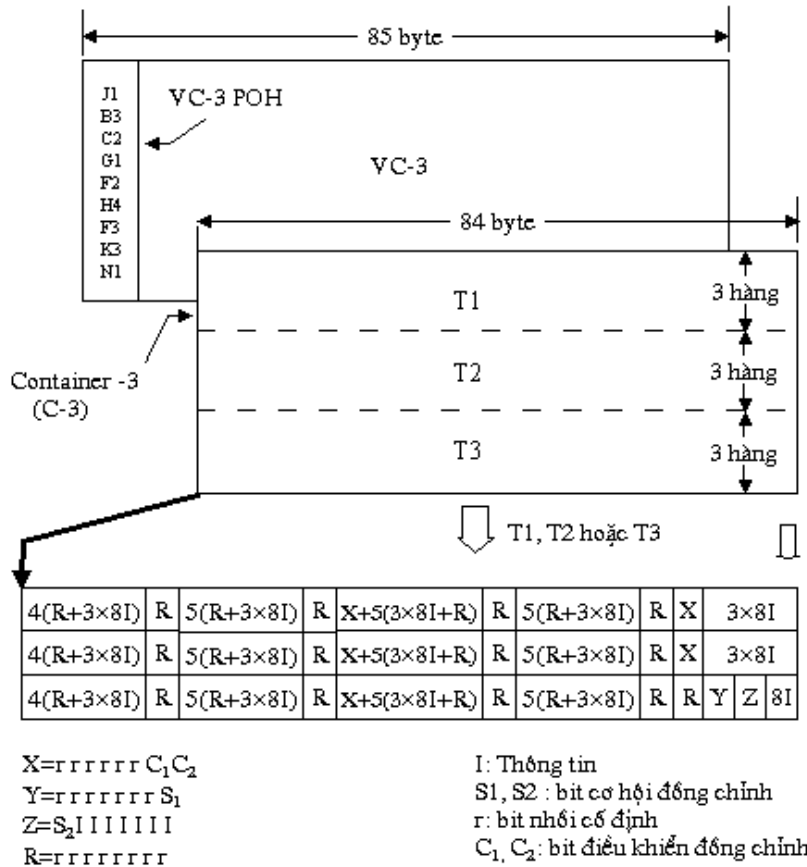 85 byte
J1
B3
C2
G1
F2
H4
F3
K3
N1
VC-3 POH
VC-3
84 byte
T1
3 hàng
T2
3 hàng
T3
3 hàng
Container -3
(C-3)
T1, T2 hoặc T3
4(R+3×8I) R 5(R+3×8I) R X+5(3×8I+R) R 5(R+3×8I) R X 3×8I
4(R+3×8I) R 5(R+3×8I) R X+5(3×8I+R) R 5(R+3×8I) R X 3×8I
4(R+3×8I) R 5(R+3×8I) R X+5(3×8I+R) R 5(R+3×8I) R R Y Z 8I
X=r r r r r r C₁C₂
Y=r r r r r r r S₁
Z=S₂I I I I I I I
R=r r r r r r r r
I: Thông tin
S1, S2 : bit cơ hội đồng chỉnh
r: bit nhồi cố định
C₁, C₂: bit điều khiển đồng chỉnh